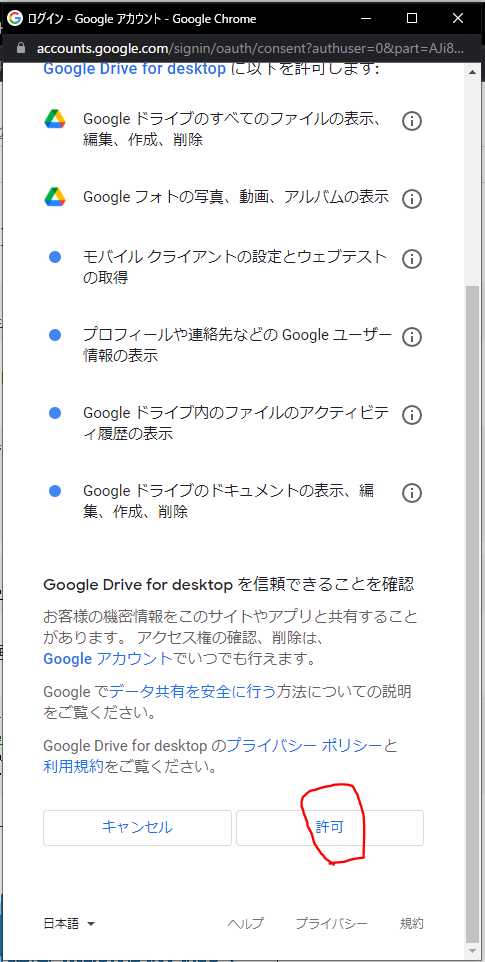 ログイン - Google アカウント - Google Chrome
accounts.google.com/signin/oauth/consent?authuser=0&part=AJi8...
Google Drive for desktop に以下を許可します:
Google ドライブのすべてのファイルの表示、
編集、作成、削除
Google フォトの写真、動画、アルバムの表示
モバイル クライアントの設定とウェブテスト
の取得
プロフィールや連絡先などの Google ユーザー
情報の表示
Google ドライブ内のファイルのアクティビテ
ィ履歴の表示
Google ドライブのドキュメントの表示、編
集、作成、削除
Google Drive for desktop を信頼できることを確認
お客様の機密情報をこのサイトやアプリと共有すること
があります。 アクセス権の確認、削除は、
Google アカウントでいつでも行えます。
Google でデータ共有を安全に行う方法についての説明
をご覧ください。
Google Drive for desktop のプライバシー ポリシーと
利用規約をご覧ください。
キャンセル
許可
日本語
ヘルプ
プライバシー
規約